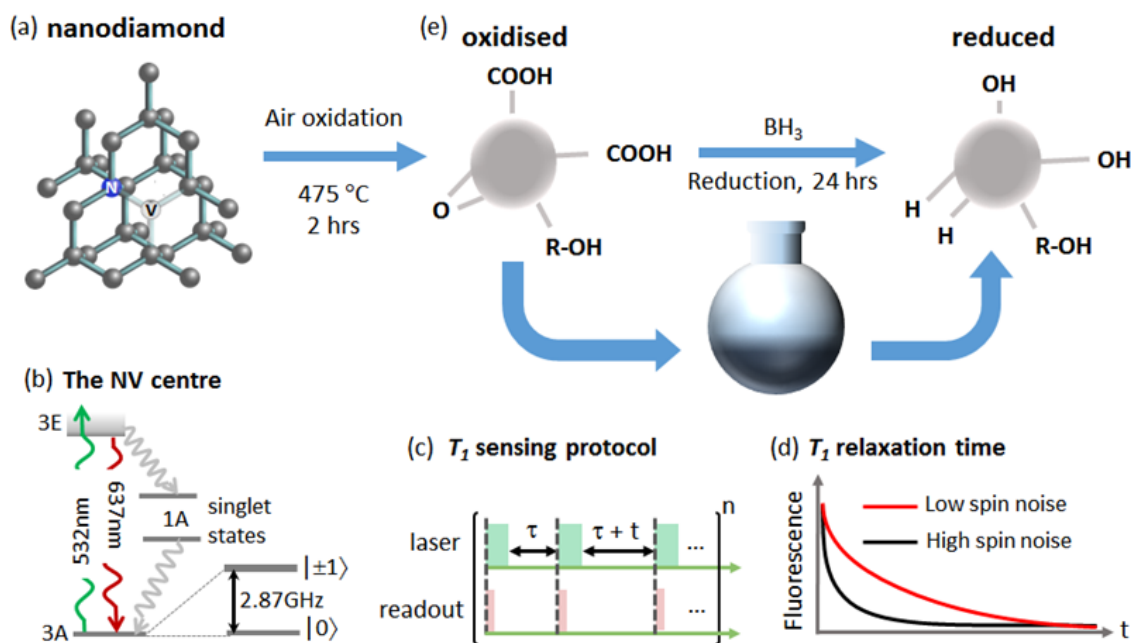 (a) nanodiamond
N
V
Air oxidation
475 °C
2 hrs
(e) oxidised
COOH
COOH
O
R-OH
BH3
Reduction, 24 hrs
reduced
OH
OH
H
H
R-OH
(b) The NV centre
3E
532nm
637nm
1A
singlet
states
|±1⟩
2.87GHz
|0⟩
3A
(c) T1 sensing protocol
n
laser
τ
τ + t
...
readout
...
(d) T1 relaxation time
Fluorescence
Low spin noise
High spin noise
t